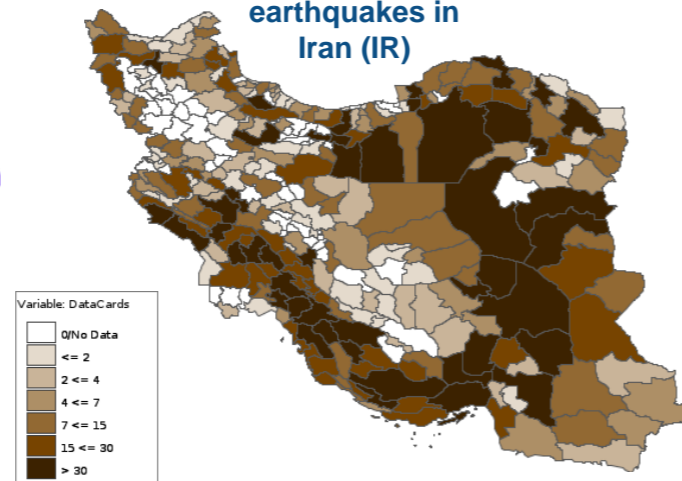 earthquakes in
Iran (IR)
Variable: DataCards
0/No Data
<= 2
2 <= 4
4 <= 7
7 <= 15
15 <= 30
> 30